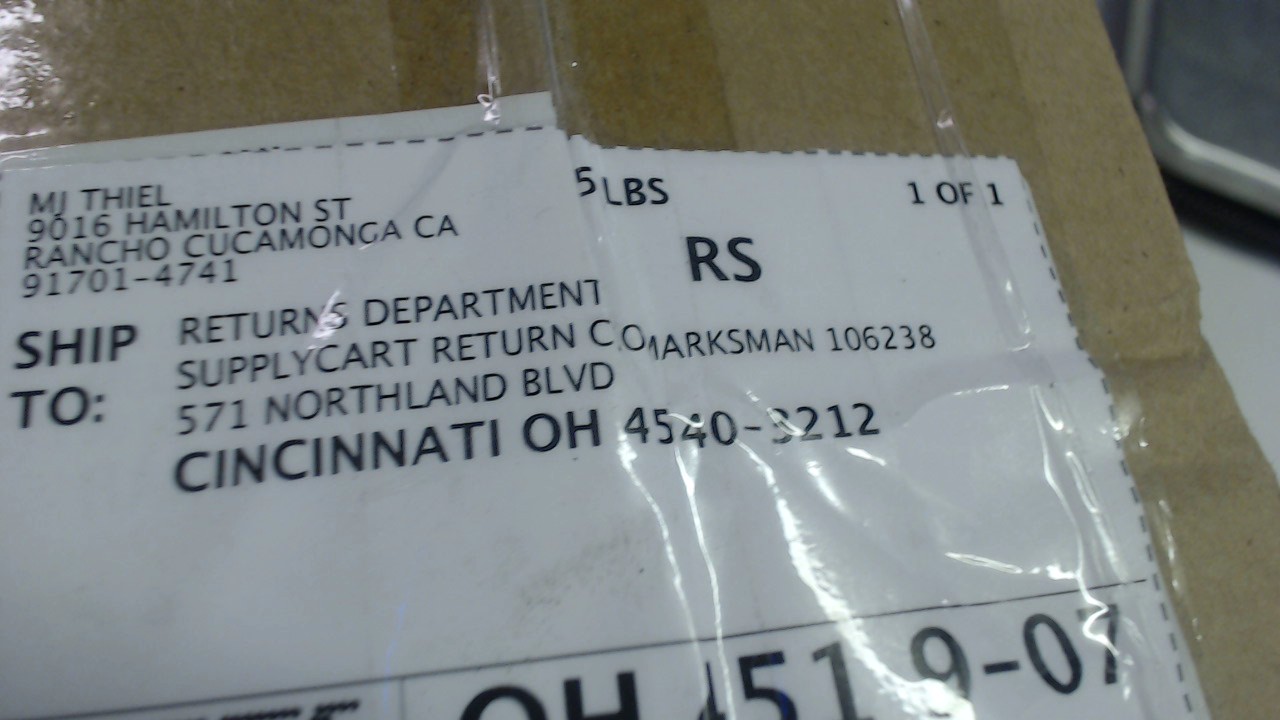 MJ THIEL
9016 HAMILTON ST
RANCHO CUCAMONGA CA
91701-4741
5 LBS
1 OF 1
RS
SHIP TO:
RETURNS DEPARTMENT
SUPPLYCART RETURN
MARKSMAN 106238
571 NORTHLAND BLVD
CINCINNATI OH 4540-3212
OH 451 9-07